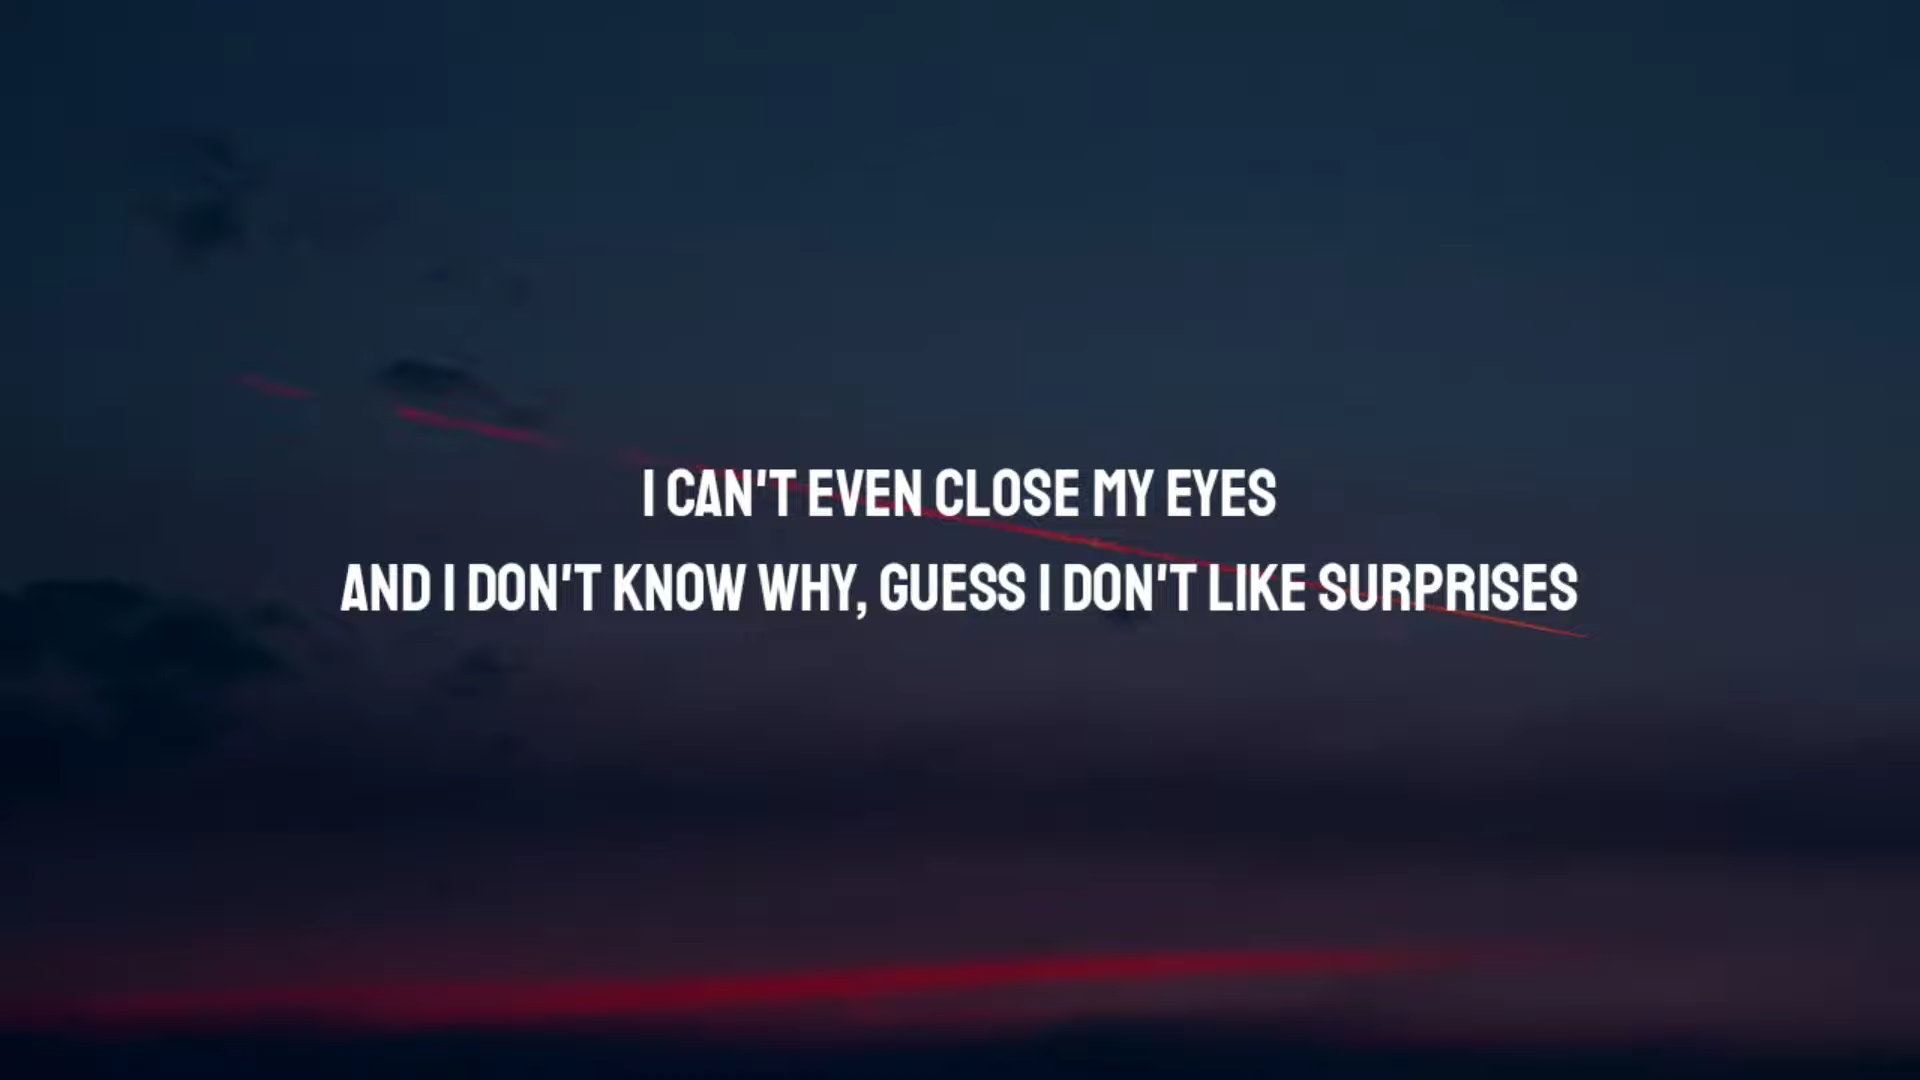 I CAN'T EVEN CLOSE MY EYES
AND I DON'T KNOW WHY, GUESS I DON'T LIKE SURPRISES